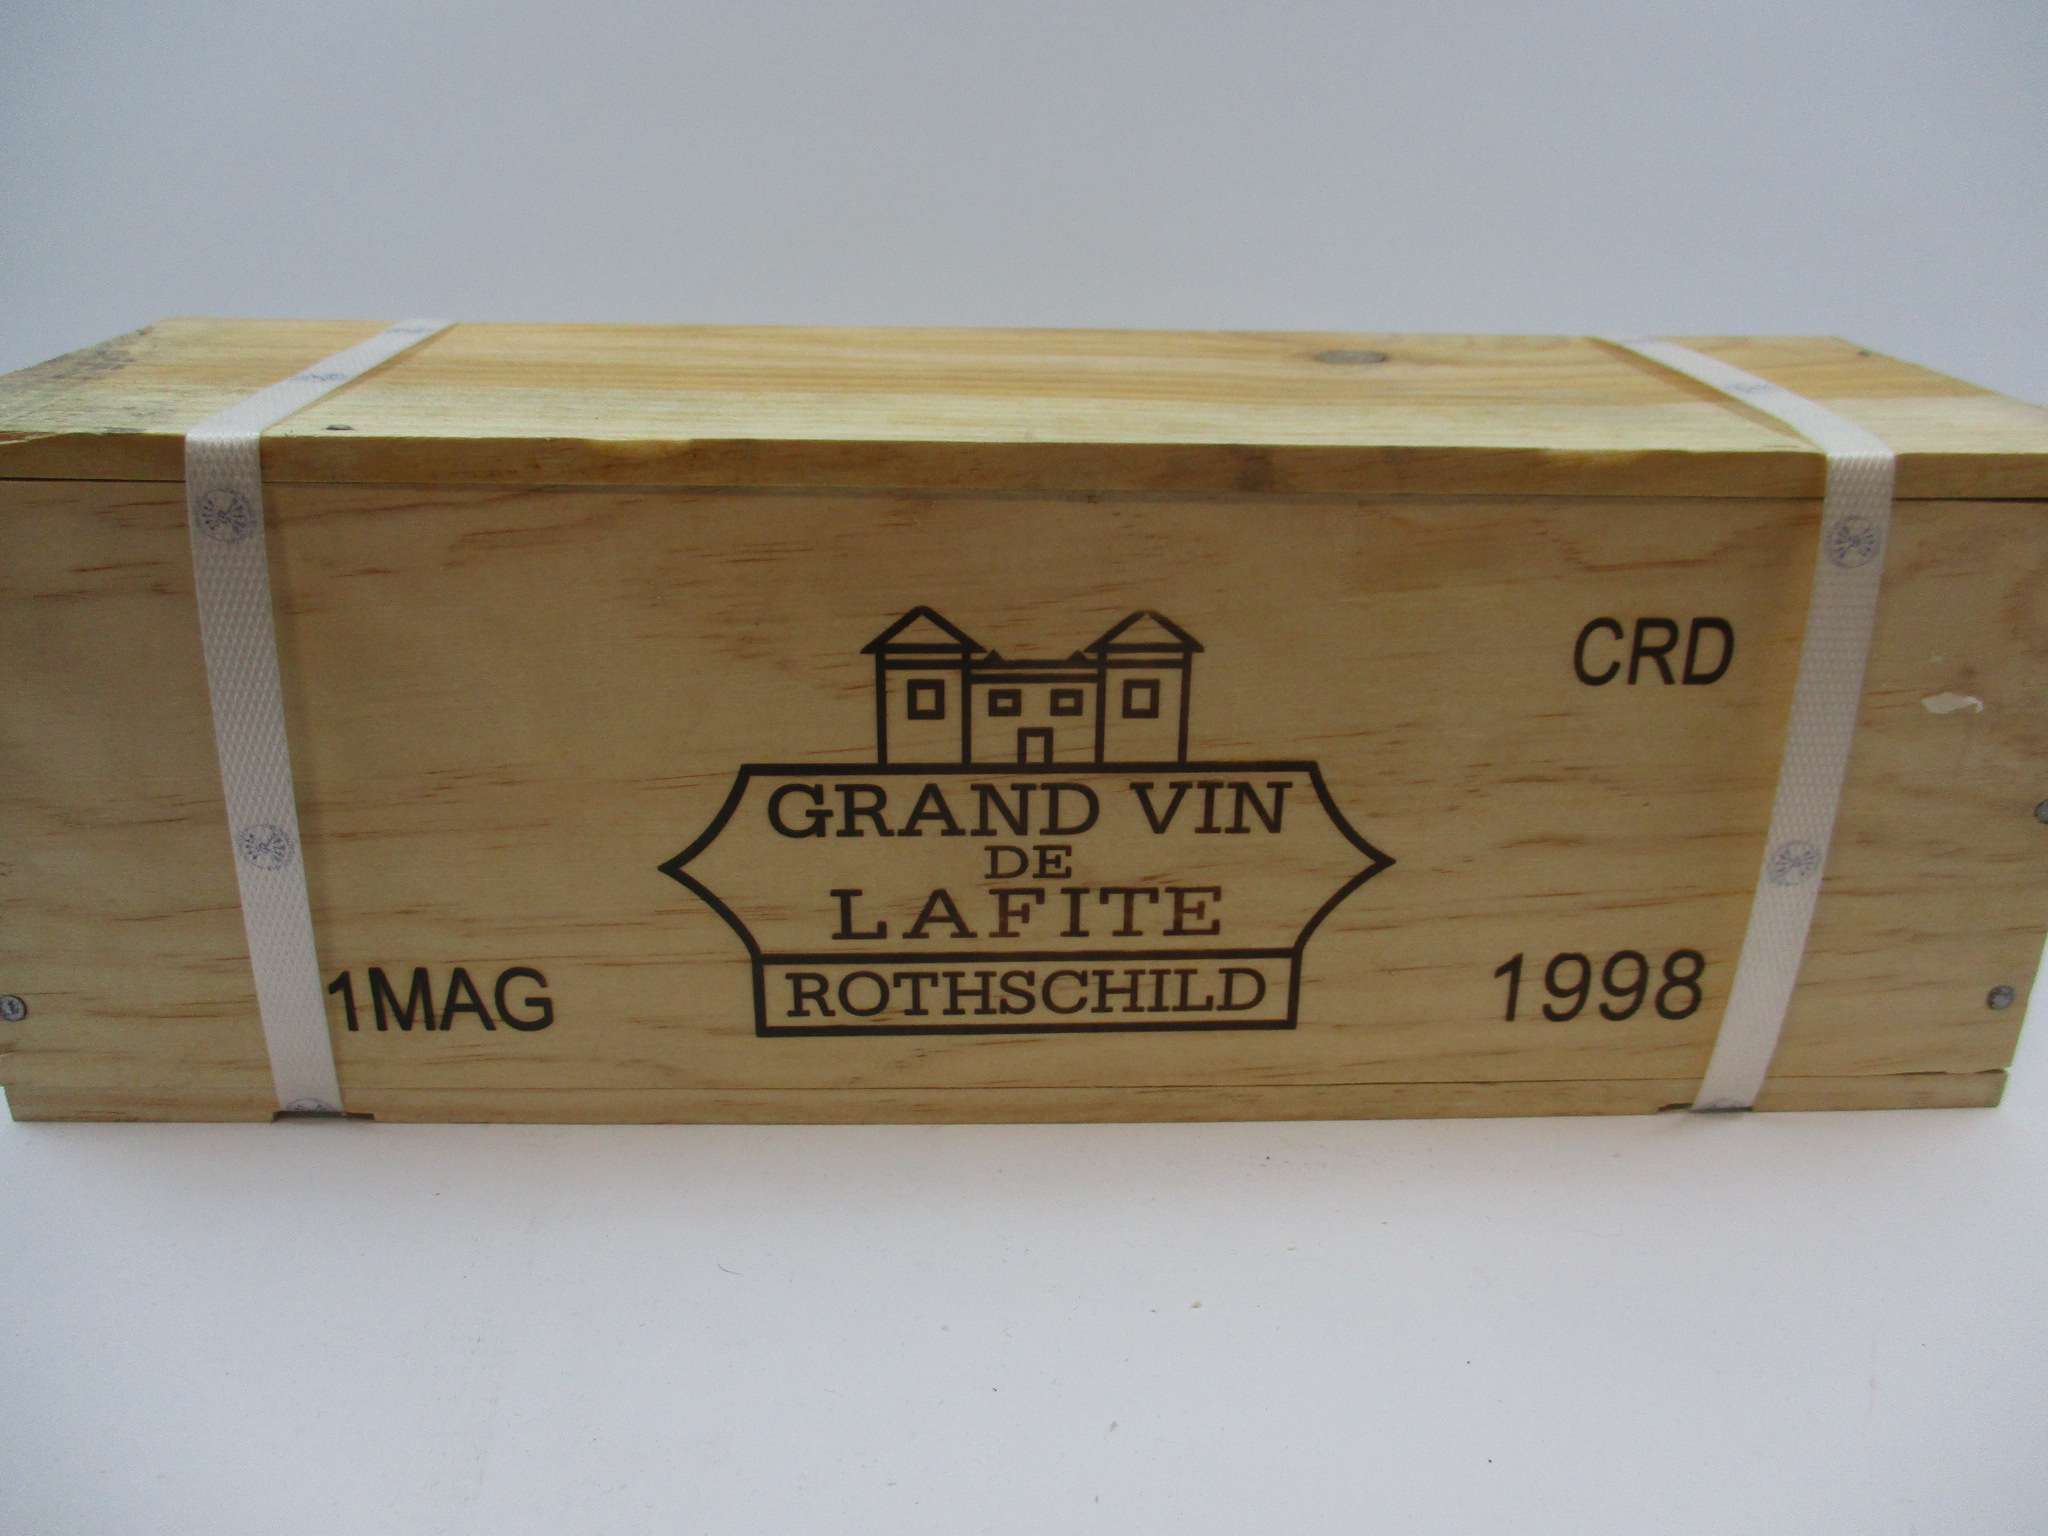 CRD
GRAND VIN
DE
LAFITE
ROTHSCHILD
1MAG
1998